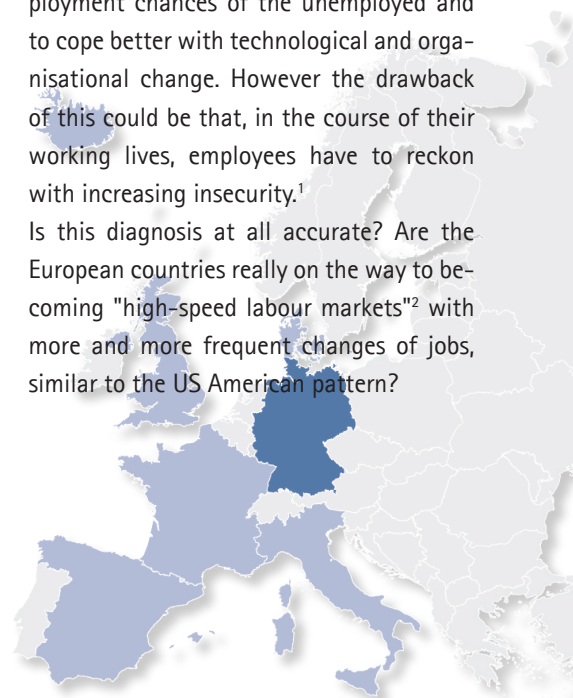 ployment chances of the unemployed and
to cope better with technological and orga-
nisational change. However the drawback
of this could be that, in the course of their
working lives, employees have to reckon
with increasing insecurity.¹
Is this diagnosis at all accurate? Are the
European countries really on the way to be-
coming "high-speed labour markets"² with
more and more frequent changes of jobs,
similar to the US American pattern?